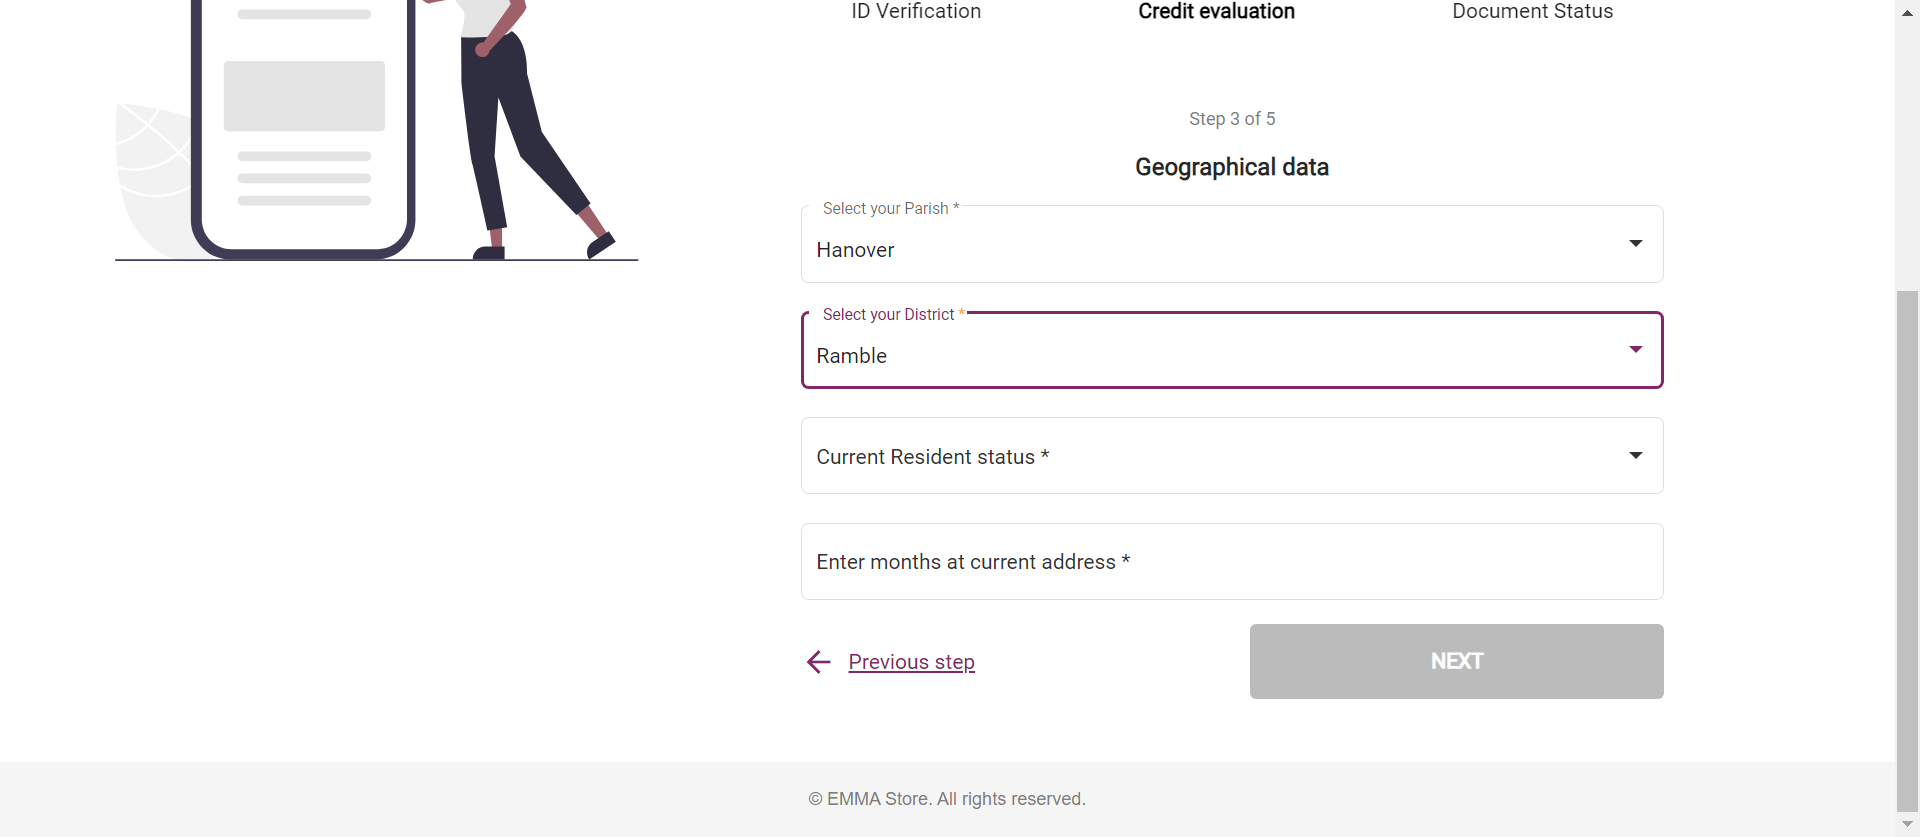 ID Verification
Credit evaluation
Document Status
Step 3 of 5
Geographical data
Select your Parish *
Hanover
Select your District *
Ramble
Current Resident status *
Enter months at current address *
Previous step
NEXT
© EMMA Store. All rights reserved.